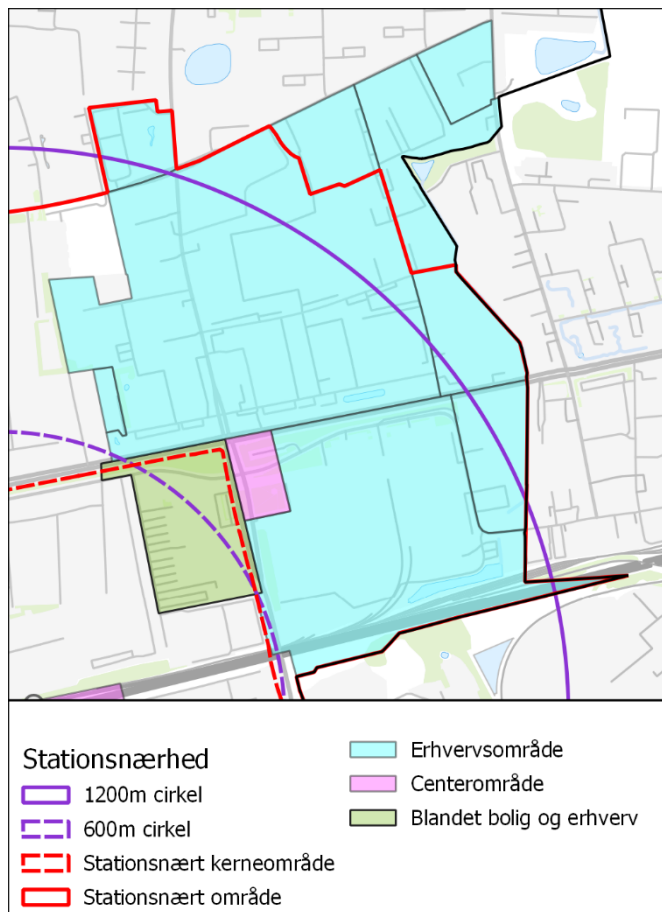 Stationsnærhed
1200m cirkel
600m cirkel
Stationsnært kerneområde
Stationsnært område
Erhvervsområde
Centerområde
Blandet bolig og erhverv